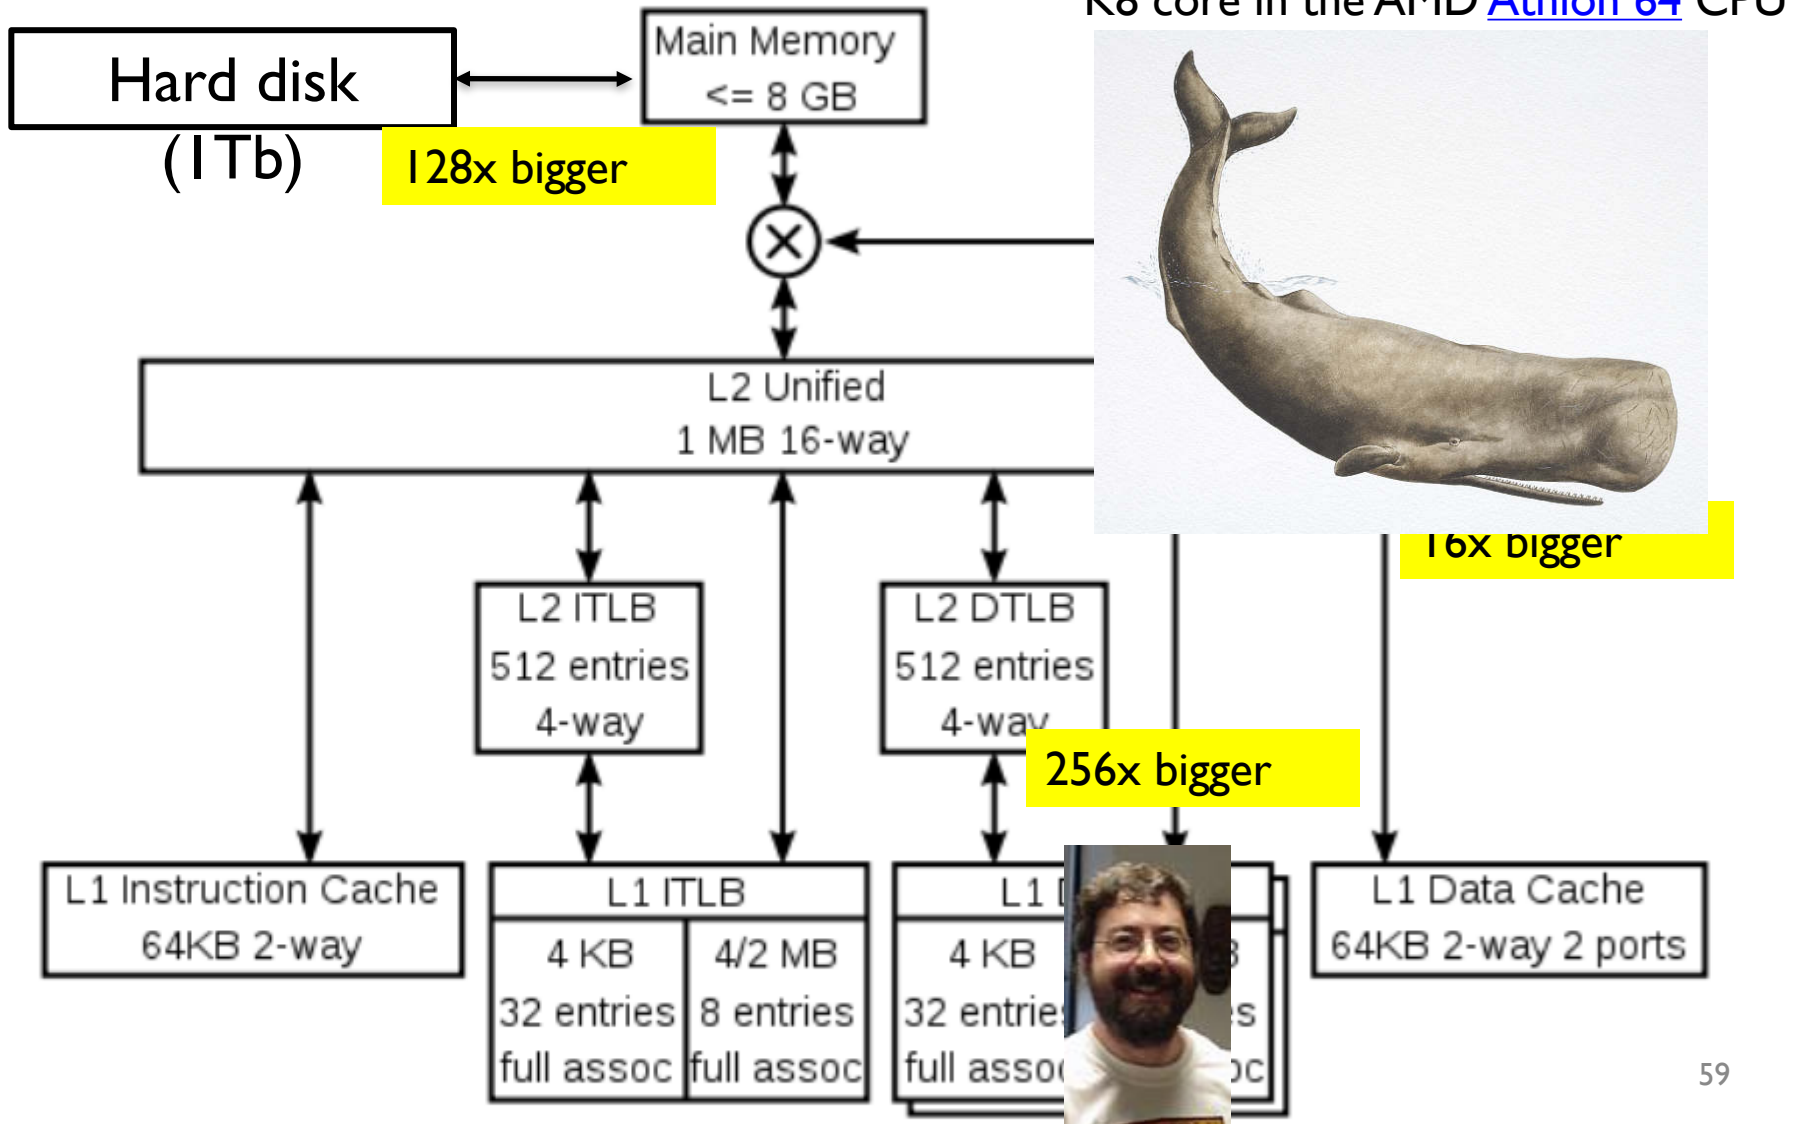 K8 core in the AMD Athlon 64 CPU
Hard disk
(1Tb)
Main Memory
<= 8 GB
128x bigger
L2 Unified
1 MB 16-way
16x bigger
L2 ITLB
512 entries
4-way
L2 DTLB
512 entries
4-way
256x bigger
L1 Instruction Cache
64KB 2-way
L1 ITLB
4 KB
32 entries
full assoc
4/2 MB
8 entries
full assoc
L1
4 KB
32 entries
full assoc
L1 Data Cache
64KB 2-way 2 ports
59